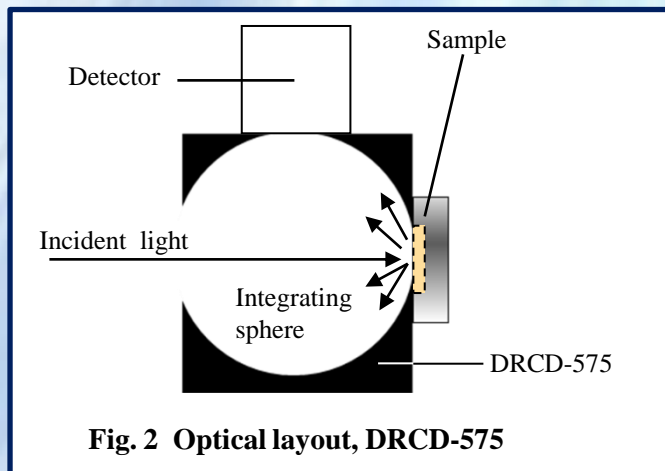 Sample
Detector
Incident light
Integrating
sphere
DRCD-575
Fig. 2 Optical layout, DRCD-575